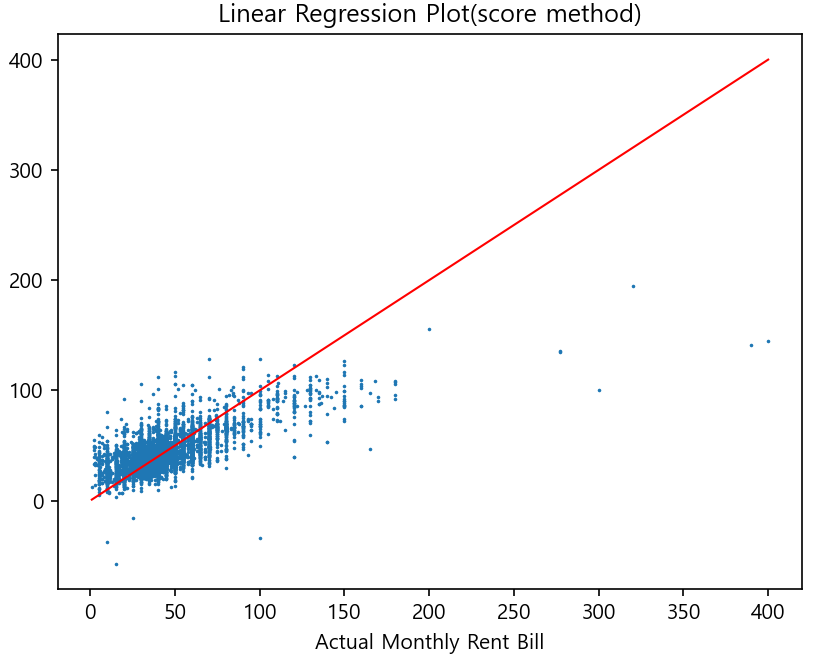 Linear Regression Plot(score method)
400
300
200
100
0
0 50 100 150 200 250 300 350 400
Actual Monthly Rent Bill